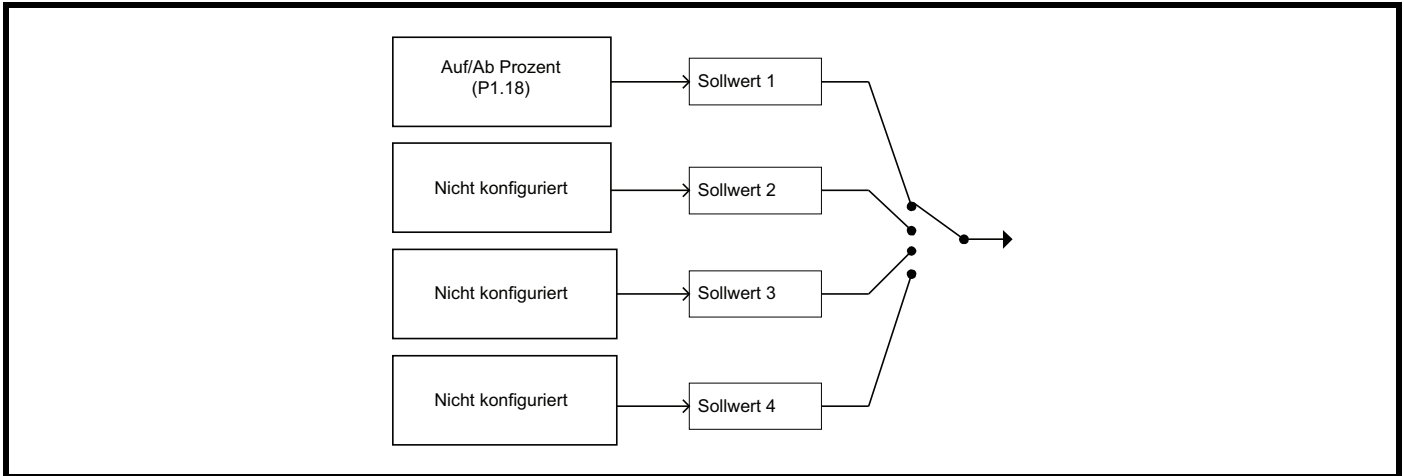 Auf/Ab Prozent
(P1.18)
Sollwert 1
Nicht konfiguriert
Sollwert 2
Nicht konfiguriert
Sollwert 3
Nicht konfiguriert
Sollwert 4